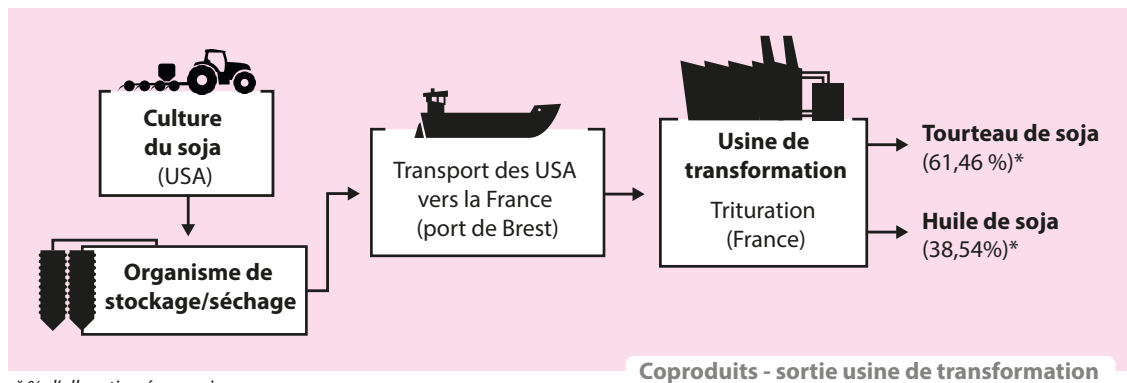 Culture
du soja
(USA)
Organisme de
stockage/séchage
Transport des USA
vers la France
(port de Brest)
Usine de
transformation
Trituration
(France)
Tourteau de soja
(61,46 %)*
Huile de soja
(38,54%)*
Coproduits - sortie usine de transformation